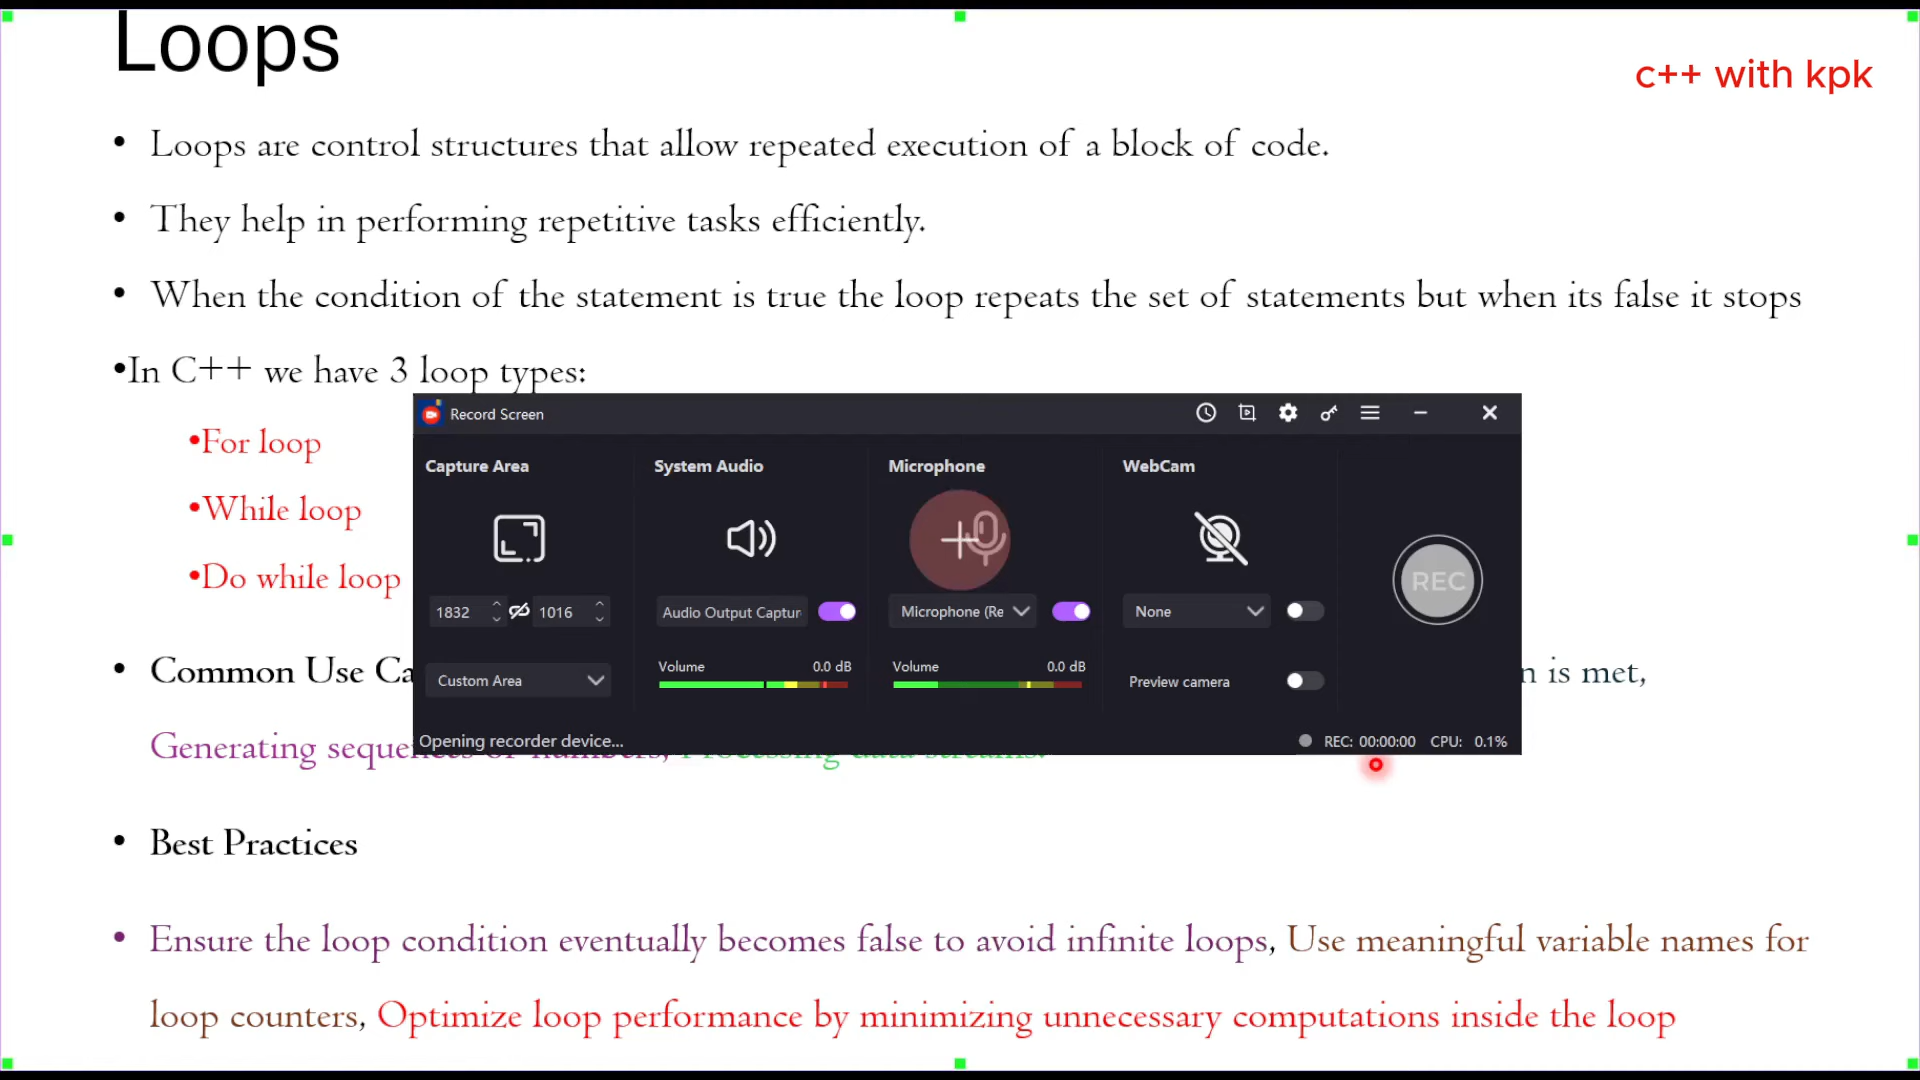 Loops
c++ with kpk
• Loops are control structures that allow repeated execution of a block of code.
• They help in performing repetitive tasks efficiently.
• When the condition of the statement is true the loop repeats the set of statements but when its false it stops
•In C++ we have 3 loop types:
•For loop
•While loop
•Do while loop
Record Screen
Capture Area
System Audio
Microphone
WebCam
REC
1832
1016
Audio Output Captur
Microphone (Re
None
Volume 0.0 dB
Volume 0.0 dB
Custom Area
Preview camera
Opening recorder device...
REC: 00:00:00 CPU: 0.1%
• Common Use Ca
n is met,
Generating sequences of numbers, Processing data streams.
• Best Practices
• Ensure the loop condition eventually becomes false to avoid infinite loops, Use meaningful variable names for
loop counters, Optimize loop performance by minimizing unnecessary computations inside the loop